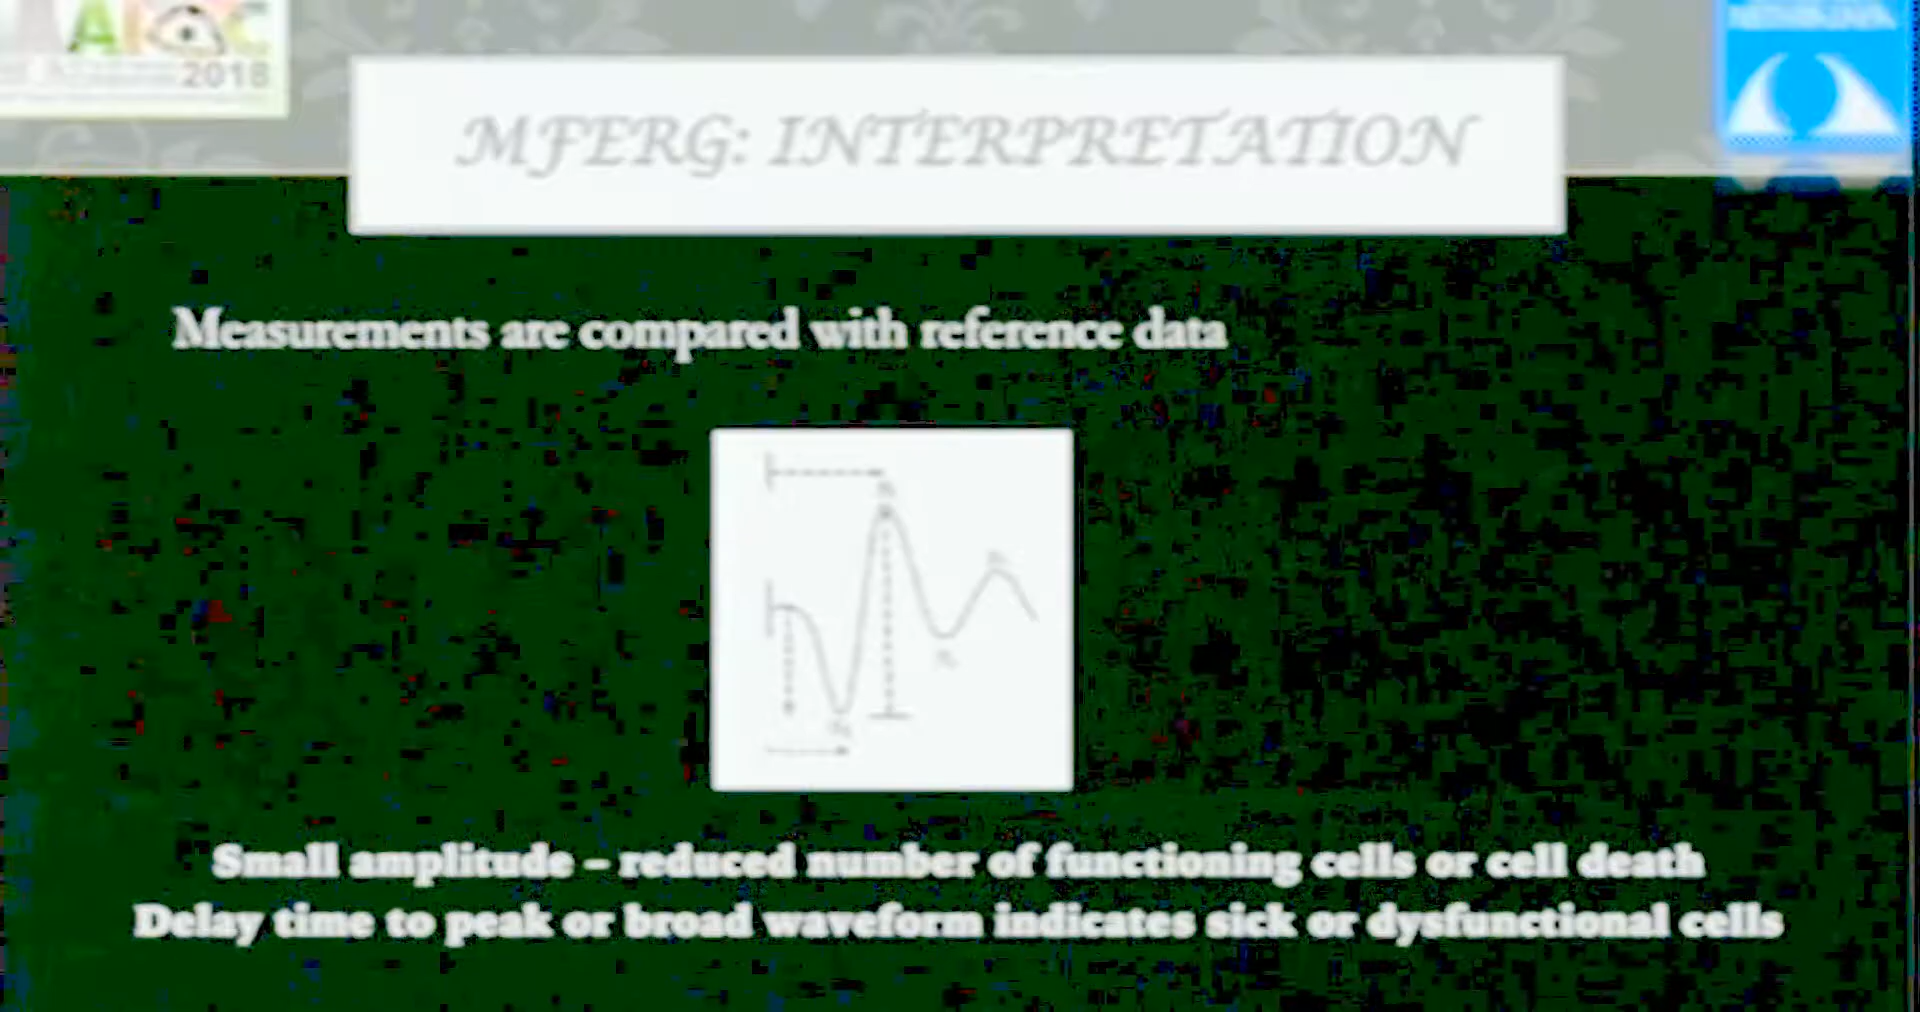 2018
MFERG: INTERPRETATION
Measurements are compared with reference data
Small amplitude – reduced number of functioning cells or cell death
Delay time to peak or broad waveform indicates sick or dysfunctional cells